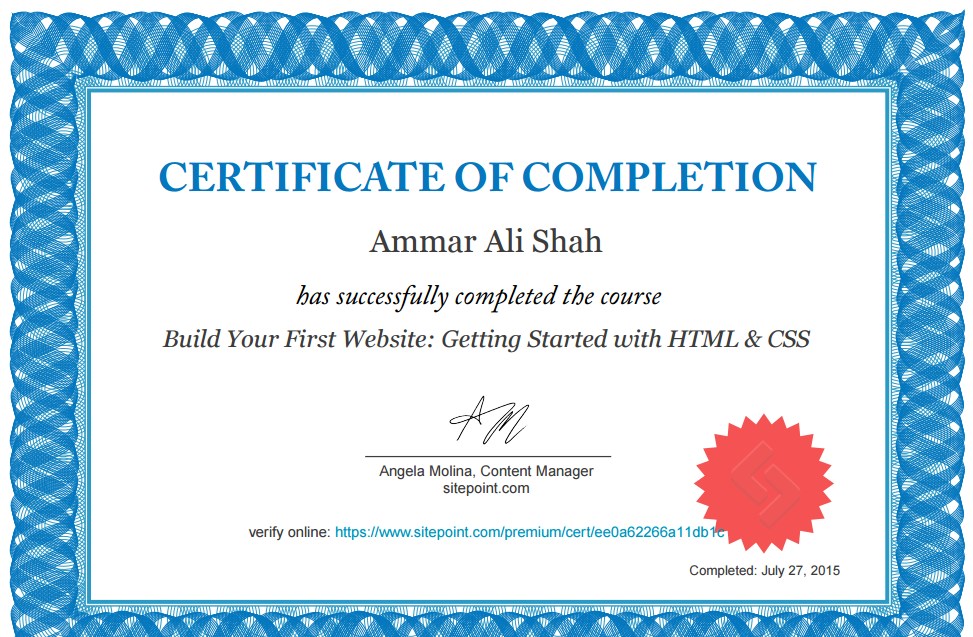 CERTIFICATE OF COMPLETION
Ammar Ali Shah
has successfully completed the course
Build Your First Website: Getting Started with HTML & CSS
Angela Molina, Content Manager
sitepoint.com
verify online: https://www.sitepoint.com/premium/cert/ee0a62266a11db1c
Completed: July 27, 2015